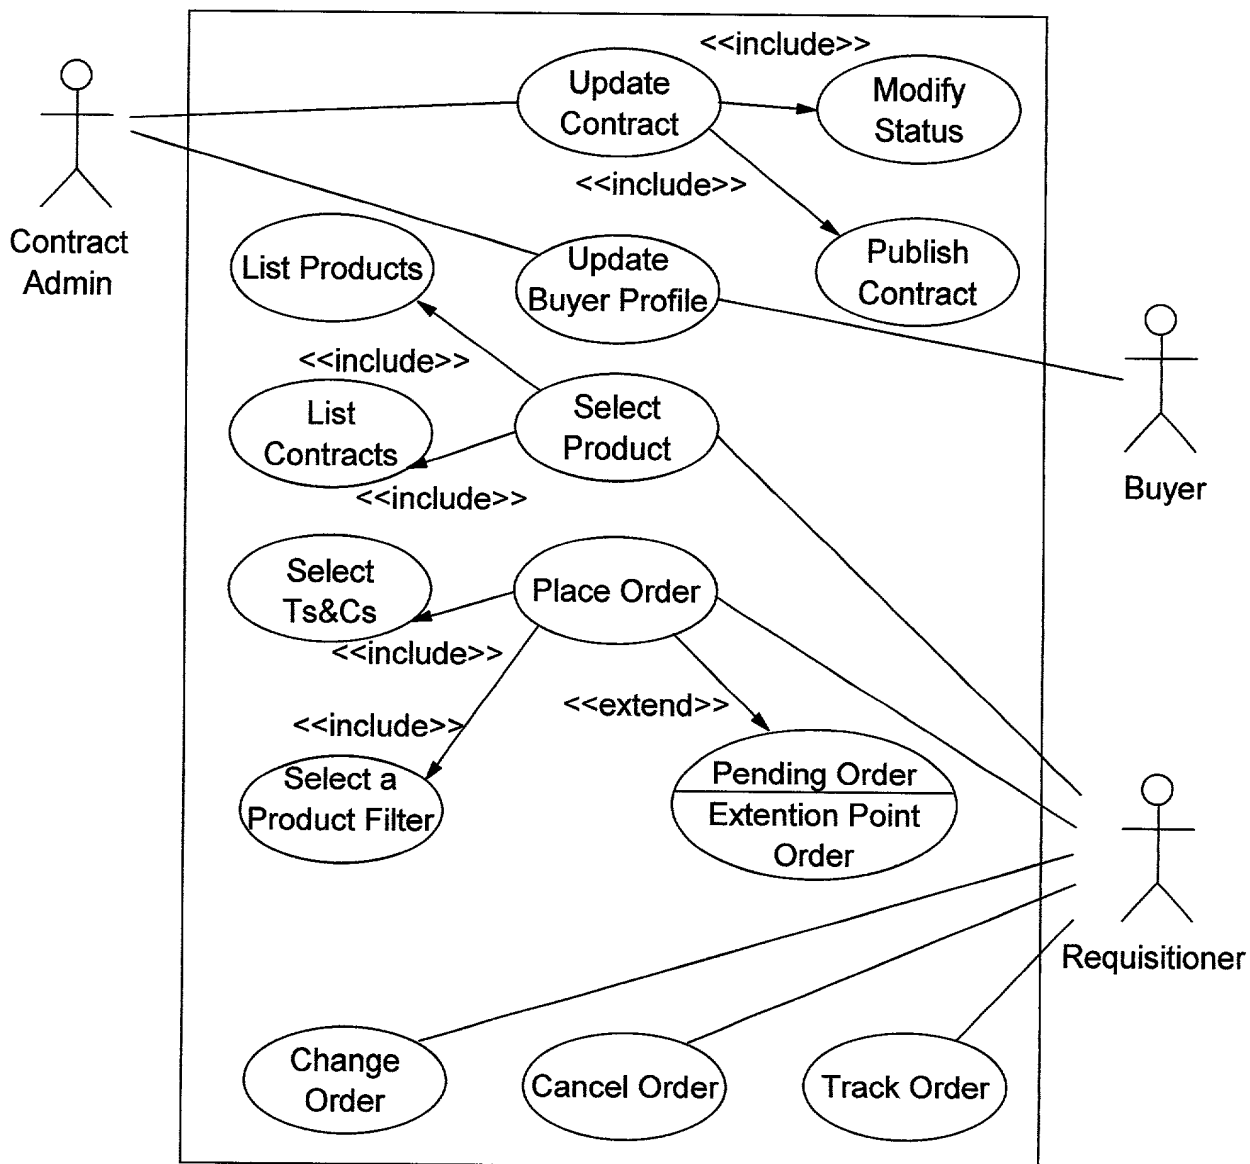 <<include>>
Update
Contract
Modify
Status
<<include>>
Contract
Admin
List Products
Update
Buyer Profile
Publish
Contract
<<include>>
List
Contracts
Select
Product
<<include>>
Buyer
Select
Ts&Cs
Place Order
<<include>>
<<extend>>
<<include>>
Select a
Product Filter
Pending Order
Extention Point
Order
Requisitioner
Change
Order
Cancel Order
Track Order